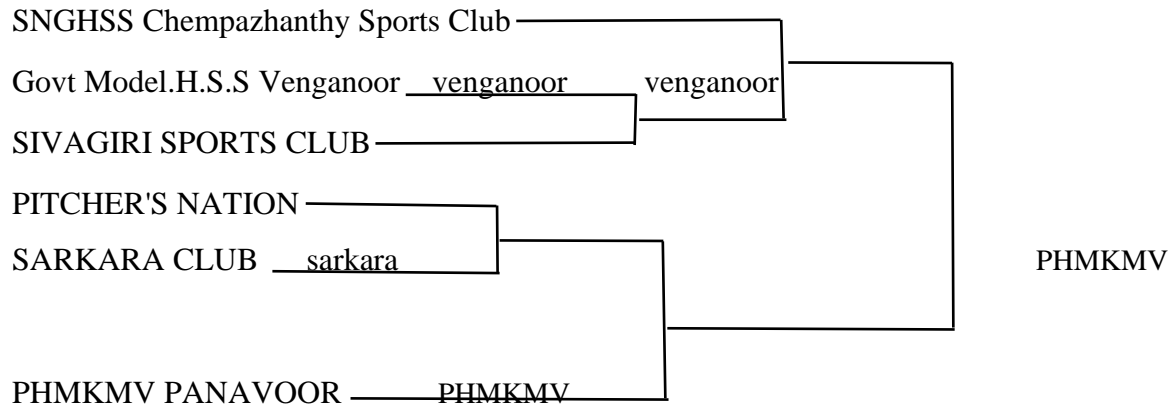 SNGHSS Chempazhanthy Sports Club
Govt Model.H.S.S Venganoor venganoor venganoor
SIVAGIRI SPORTS CLUB
PITCHER'S NATION
SARKARA CLUB sarkara PHMKMV
PHMKMV PANAVOOR PHMKMV